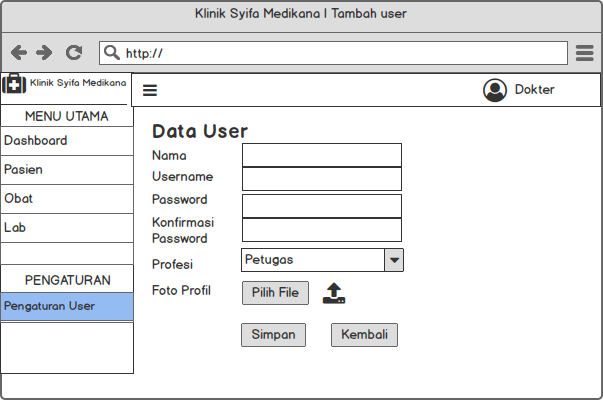 Klinik Syifa Medikana | Tambah user
http://
Klinik Syifa Medikana
Dokter
MENU UTAMA
Dashboard
Pasien
Obat
Lab
PENGATURAN
Pengaturan User
Data User
Nama
Username
Password
Konfirmasi
Password
Profesi
Petugas
Foto Profil
Pilih File
Simpan
Kembali